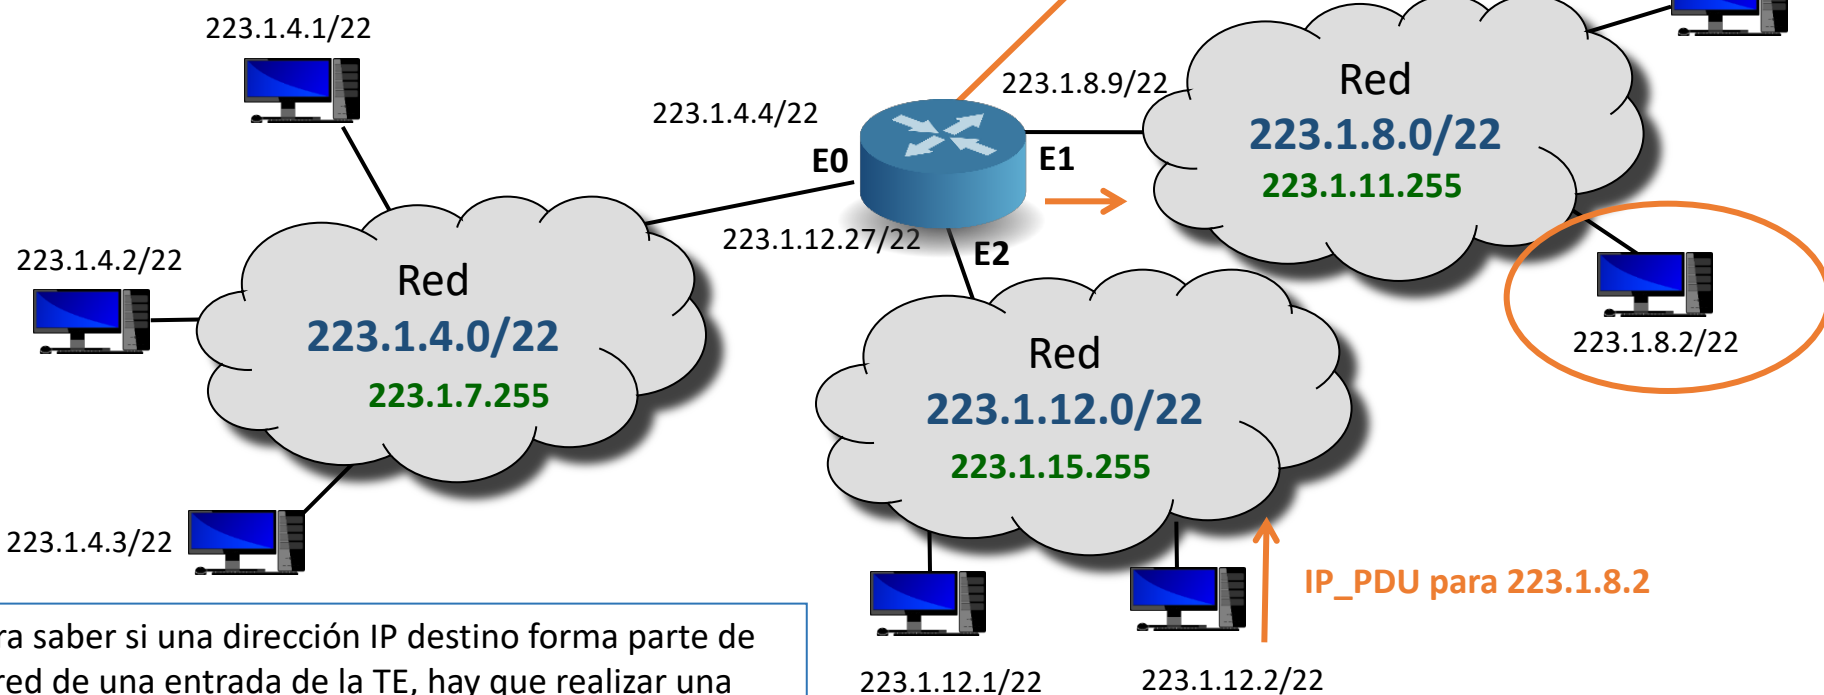 223.1.4.1/22
223.1.4.4/22
223.1.8.9/22
Red
223.1.8.0/22
223.1.11.255
E0
E1
223.1.4.2/22
223.1.12.27/22
E2
Red
223.1.4.0/22
223.1.7.255
Red
223.1.12.0/22
223.1.15.255
223.1.8.2/22
223.1.4.3/22
IP_PDU para 223.1.8.2
223.1.12.1/22
223.1.12.2/22
ra saber si una dirección IP destino forma parte de
red de una entrada de la TE, hay que realizar una